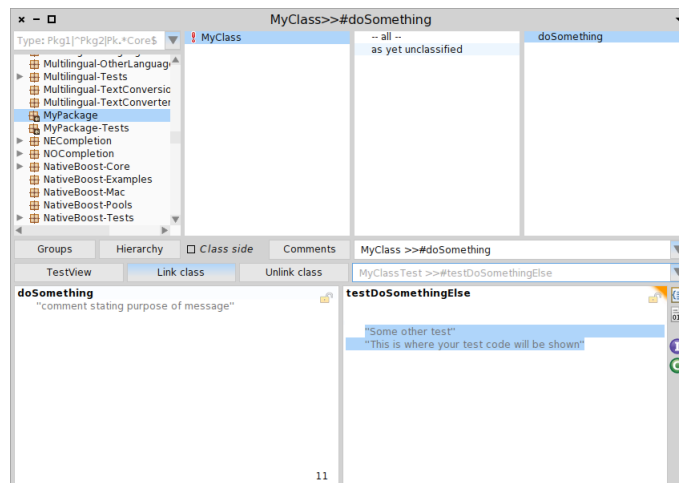 MyClass>>#doSomething
Type: Pkg1|^Pkg2|Pk.*Core$
Multilingual-OtherLanguage
Multilingual-Tests
Multilingual-TextConversio
Multilingual-TextConverter
MyPackage
MyPackage-Tests
NECompletion
NOCompletion
NativeBoost-Core
NativeBoost-Examples
NativeBoost-Mac
NativeBoost-Pools
NativeBoost-Tests
MyClass
-- all --
as yet unclassified
doSomething
Groups
Hierarchy
Class side
Comments
MyClass >>#doSomething
TestView
Link class
Unlink class
MyClassTest >>#testDoSomethingElse
doSomething
"comment stating purpose of message"
11
testDoSomethingElse
"Some other test"
"This is where your test code will be shown"